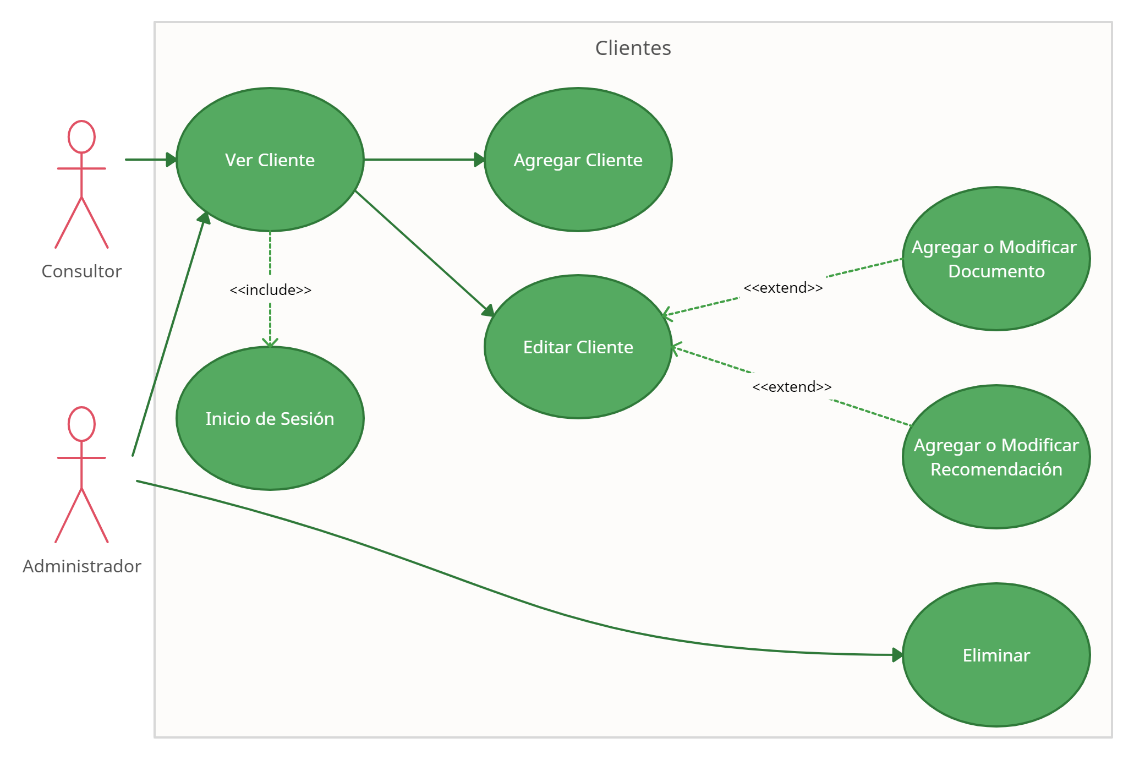 Clientes
Ver Cliente
Agregar Cliente
Consultor
<<include>>
Editar Cliente
<<extend>>
Agregar o Modificar
Documento
<<extend>>
Inicio de Sesión
Agregar o Modificar
Recomendación
Administrador
Eliminar